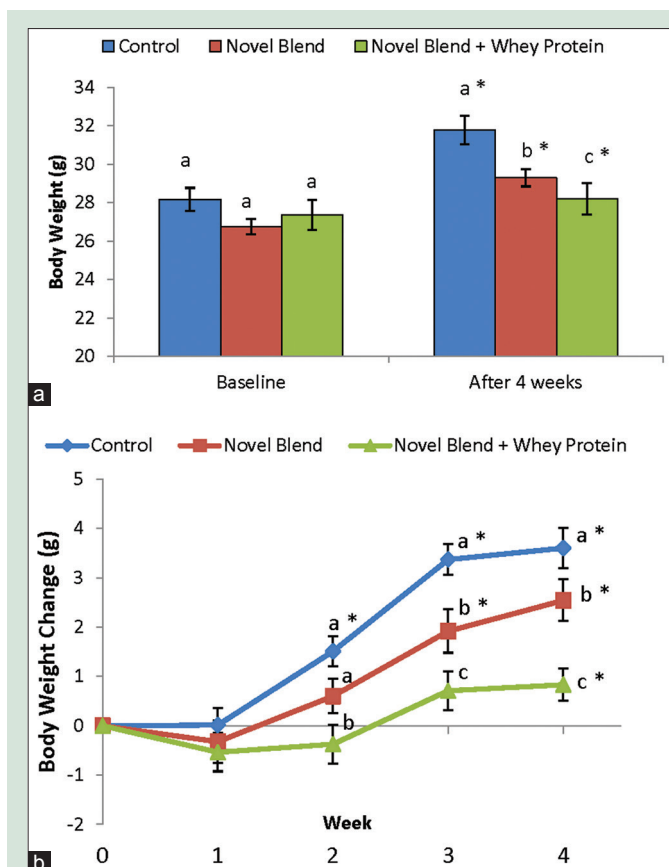 Control Novel Blend Novel Blend + Whey Protein
Body Weight (g)
34
32
30
28
26
24
22
20
a
a
a
a *
b *
c *
Baseline After 4 weeks
a
Control Novel Blend Novel Blend + Whey Protein
Body Weight Change (g)
5
4
3
2
1
0
-1
-2
a *
a
b
a *
b *
c
a *
b *
c *
Week
0 1 2 3 4
b